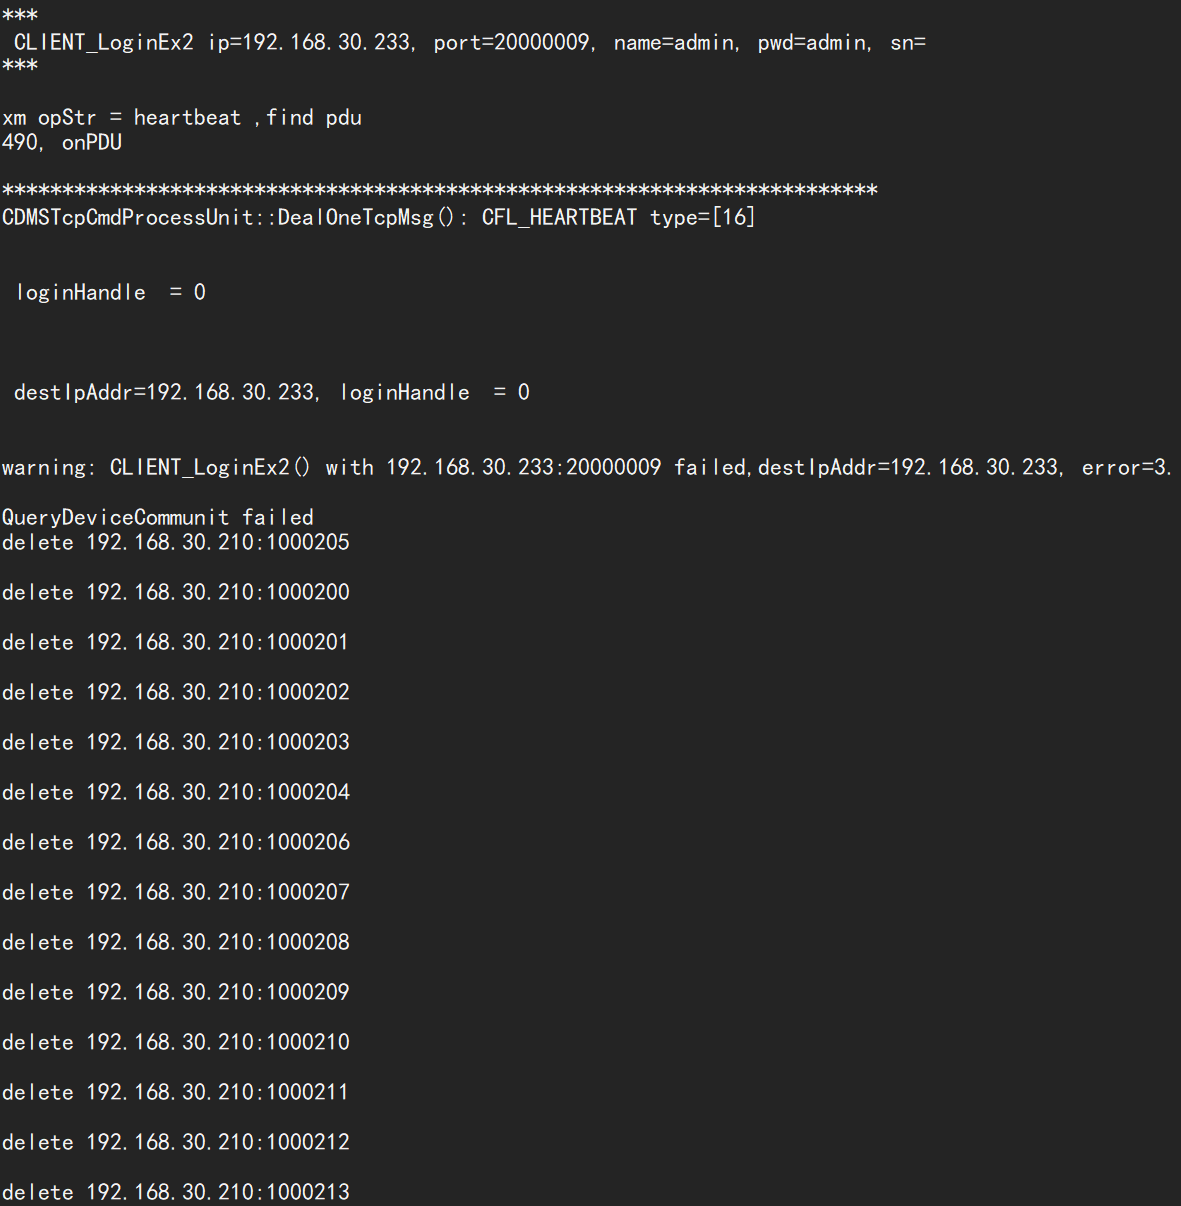 ***
CLIENT_LoginEx2 ip=192.168.30.233, port=20000009, name=admin, pwd=admin, sn=
***
xm opStr = heartbeat ,find pdu
490, onPDU
*************************************************************************
CDMSTcpCmdProcessUnit::DealOneTcpMsg(): CFL_HEARTBEAT type=[16]
loginHandle  = 0
destIpAddr=192.168.30.233, loginHandle  = 0
warning: CLIENT_LoginEx2() with 192.168.30.233:20000009 failed,destIpAddr=192.168.30.233, error=3.
QueryDeviceCommunit failed
delete 192.168.30.210:1000205
delete 192.168.30.210:1000200
delete 192.168.30.210:1000201
delete 192.168.30.210:1000202
delete 192.168.30.210:1000203
delete 192.168.30.210:1000204
delete 192.168.30.210:1000206
delete 192.168.30.210:1000207
delete 192.168.30.210:1000208
delete 192.168.30.210:1000209
delete 192.168.30.210:1000210
delete 192.168.30.210:1000211
delete 192.168.30.210:1000212
delete 192.168.30.210:1000213